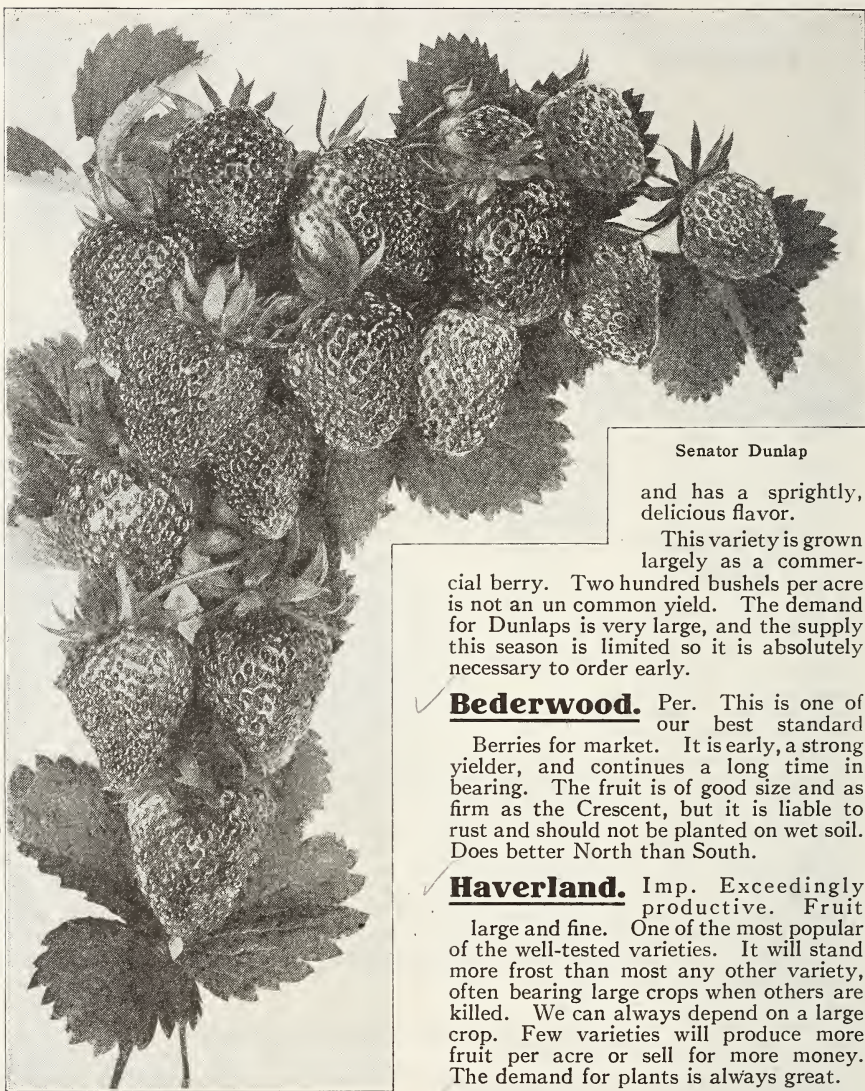 Senator Dunlap
and has a sprightly,
delicious flavor.
This variety is grown
largely as a commer-
cial berry. Two hundred bushels per acre
is not an un common yield. The demand
for Dunlaps is very large, and the supply
this season is limited so it is absolutely
necessary to order early.
Bederwood. Per. This is one of
our best standard
Berries for market. It is early, a strong
yielder, and continues a long time in
bearing. The fruit is of good size and as
firm as the Crescent, but it is liable to
rust and should not be planted on wet soil.
Does better North than South.
Haverland. Imp. Exceedingly
productive. Fruit
large and fine. One of the most popular
of the well-tested varieties. It will stand
more frost than most any other variety,
often bearing large crops when others are
killed. We can always depend on a large
crop. Few varieties will produce more
fruit per acre or sell for more money.
The demand for plants is always great.